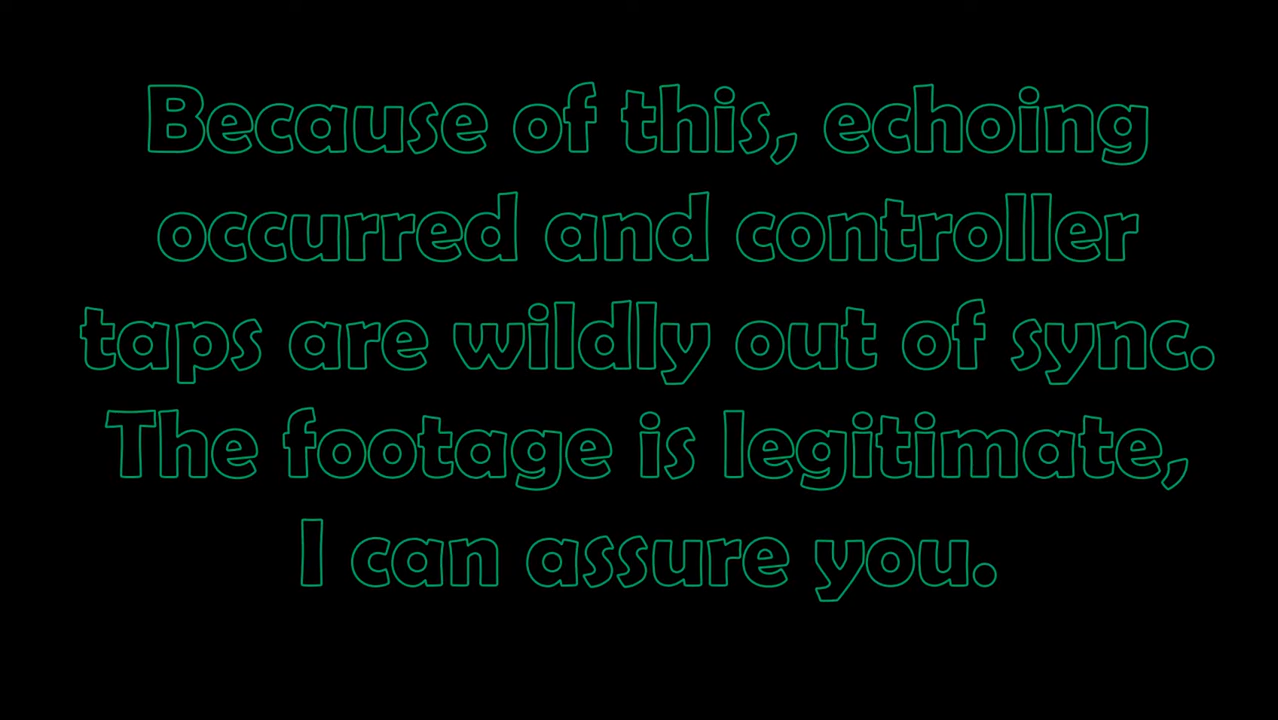 Because of this, echoing
occurred and controller
taps are wildly out of sync.
The footage is legitimate,
I can assure you.